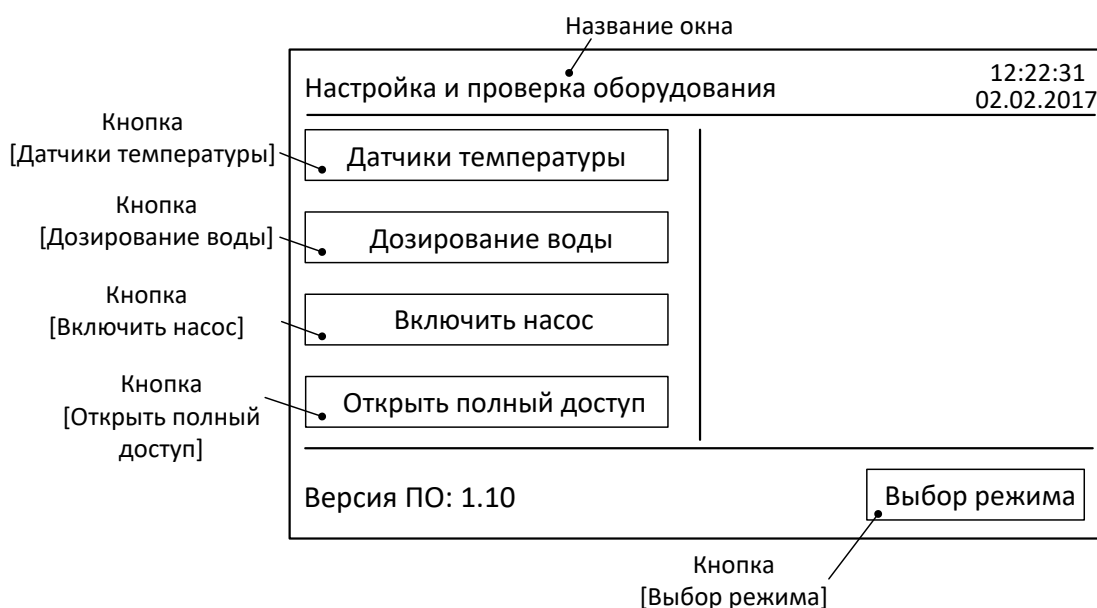 Название окна
Настройка и проверка оборудования
12:22:31
02.02.2017
Кнопка
[Датчики температуры]
Датчики температуры
Кнопка
[Дозирование воды]
Дозирование воды
Кнопка
[Включить насос]
Включить насос
Кнопка
[Открыть полный
доступ]
Открыть полный доступ
Версия ПО: 1.10
Выбор режима
Кнопка
[Выбор режима]